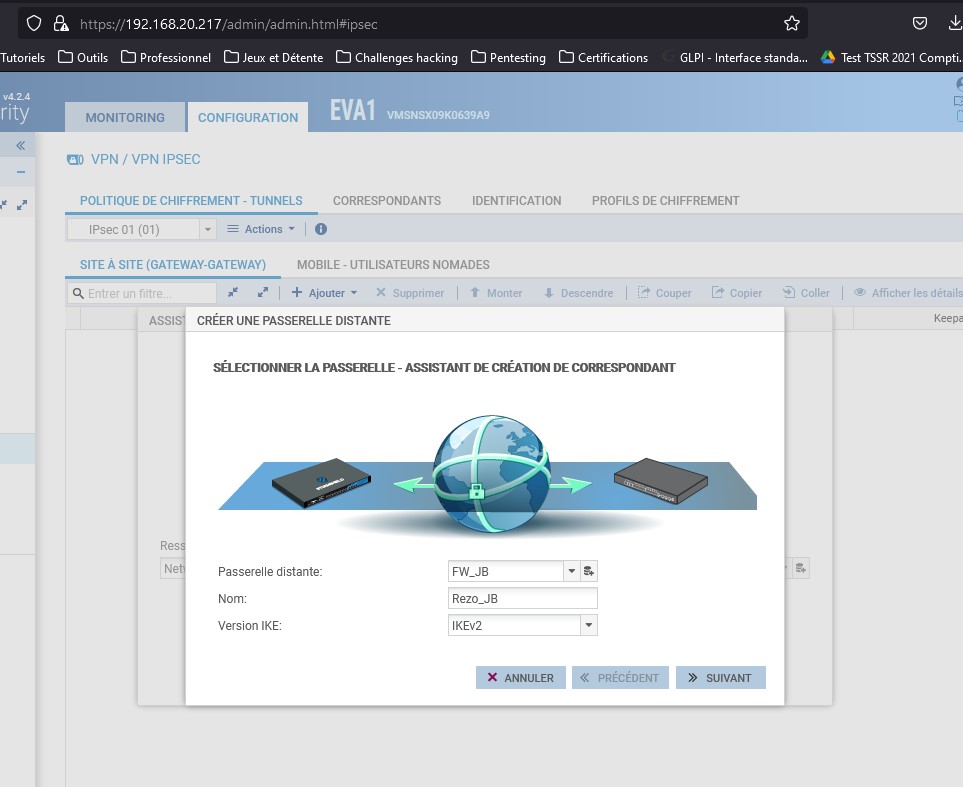 https://192.168.20.217/admin/admin.html#ipsec
Tutoriels Outils Professionnel Jeux et Détente Challenges hacking Pentesting Certifications GLPI - Interface standa... Test TSSR 2021 Compti...
v4.2.4
rity
MONITORING CONFIGURATION EVA1 VMSNSX09K0639A9
VPN / VPN IPSEC
POLITIQUE DE CHIFFREMENT - TUNNELS CORRESPONDANTS IDENTIFICATION PROFILS DE CHIFFREMENT
IPsec 01 (01) Actions
SITE À SITE (GATEWAY-GATEWAY) MOBILE - UTILISATEURS NOMADES
Entrer un filtre... Ajouter Supprimer Monter Descendre Couper Copier Coller Afficher les détails
ASSIST Keepa
CRÉER UNE PASSERELLE DISTANTE
SÉLECTIONNER LA PASSERELLE - ASSISTANT DE CRÉATION DE CORRESPONDANT
Ress
Netw
Passerelle distante: FW_JB
Nom: Rezo_JB
Version IKE: IKEv2
ANNULER PRÉCÉDENT SUIVANT